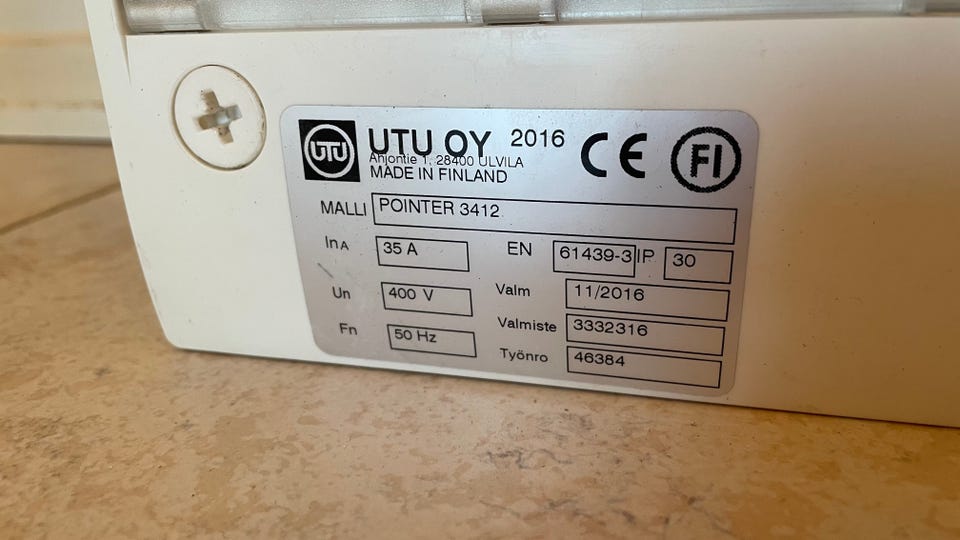 UTU
UTU OY 2016 CE FI
Ahjontie 1, 28400 ULVILA
MADE IN FINLAND
MALLI POINTER 3412
InA 35 A EN 61439-3 IP 30
Un 400 V Valm 11/2016
Fn 50 Hz Valmiste 3332316
Työnro 46384